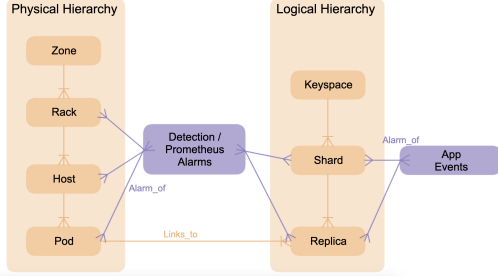 Physical Hierarchy
Logical Hierarchy
Zone
Keyspace
Rack
Detection /
Prometheus
Alarms
Alarm_of
Shard
App
Events
Host
Alarm_of
Pod
Links_to
Replica